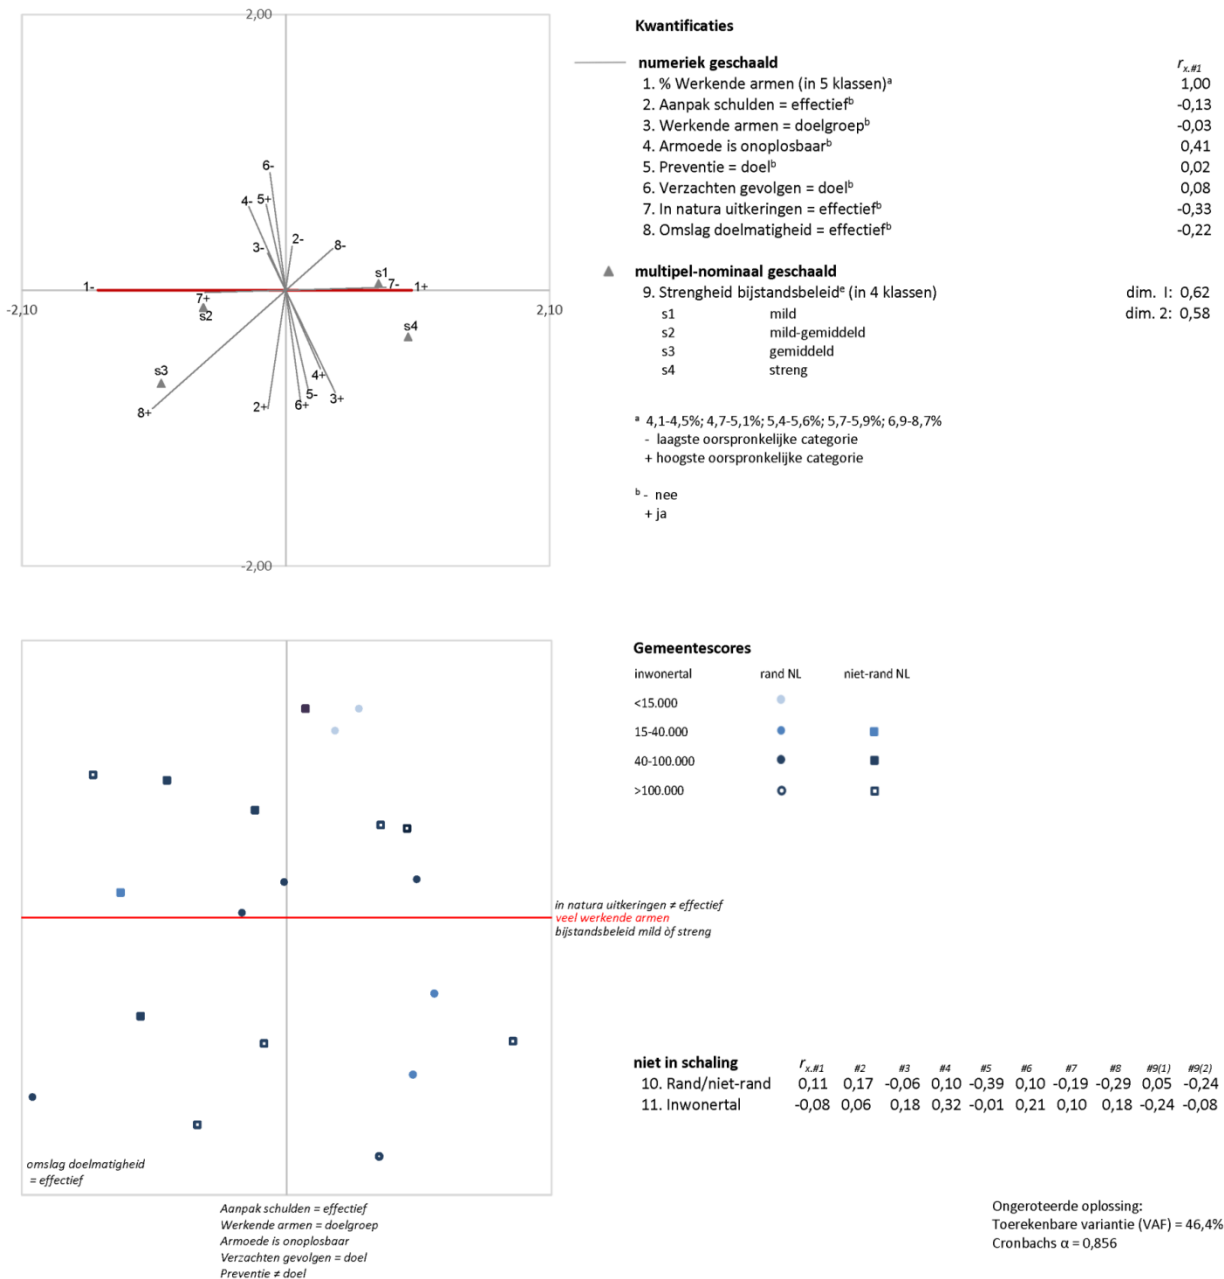 2,00
6-
4- 5+
3- 2- 8-
1- s1 7- 1+
-2,10 7+ s2 2,10
s4
s3 4+
8+ 2+ 6+ 5- 3+
-2,00
Kwantificaties
numeriek geschaald rx.#1
1. % Werkende armen (in 5 klassen)ᵃ 1,00
2. Aanpak schulden = effectiefᵇ -0,13
3. Werkende armen = doelgroepᵇ -0,03
4. Armoede is onoplosbaarᵇ 0,41
5. Preventie = doelᵇ 0,02
6. Verzachten gevolgen = doelᵇ 0,08
7. In natura uitkeringen = effectiefᵇ -0,33
8. Omslag doelmatigheid = effectiefᵇ -0,22
multipel-nominaal geschaald
9. Strengheid bijstandsbeleidᵉ (in 4 klassen) dim. I: 0,62
s1 mild dim. 2: 0,58
s2 mild-gemiddeld
s3 gemiddeld
s4 streng
ᵃ 4,1-4,5%; 4,7-5,1%; 5,4-5,6%; 5,7-5,9%; 6,9-8,7%
- laagste oorspronkelijke categorie
+ hoogste oorspronkelijke categorie
ᵇ - nee
+ ja
Gemeentescores
inwonertal rand NL niet-rand NL
<15.000
15-40.000
40-100.000
>100.000
in natura uitkeringen ≠ effectief
veel werkende armen
bijstandsbeleid mild òf streng
niet in schaling rx.#1 #2 #3 #4 #5 #6 #7 #8 #9(1) #9(2)
10. Rand/niet-rand 0,11 0,17 -0,06 0,10 -0,39 0,10 -0,19 -0,29 0,05 -0,24
11. Inwonertal -0,08 0,06 0,18 0,32 -0,01 0,21 0,10 0,18 -0,24 -0,08
omslag doelmatigheid
= effectief
Aanpak schulden = effectief
Werkende armen = doelgroep
Armoede is onoplosbaar
Verzachten gevolgen = doel
Preventie ≠ doel
Ongeroteerde oplossing:
Toerekenbare variantie (VAF) = 46,4%
Cronbachs α = 0,856